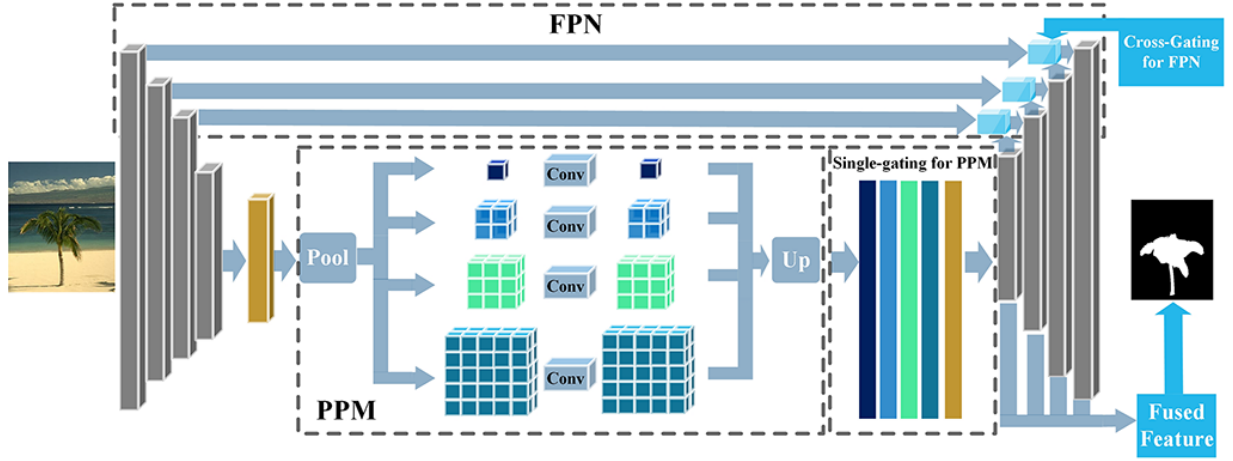 FPN
Cross-Gating
for FPN
Single-gating for PPM
Conv
Conv
Pool
Up
Conv
Conv
PPM
Fused
Feature